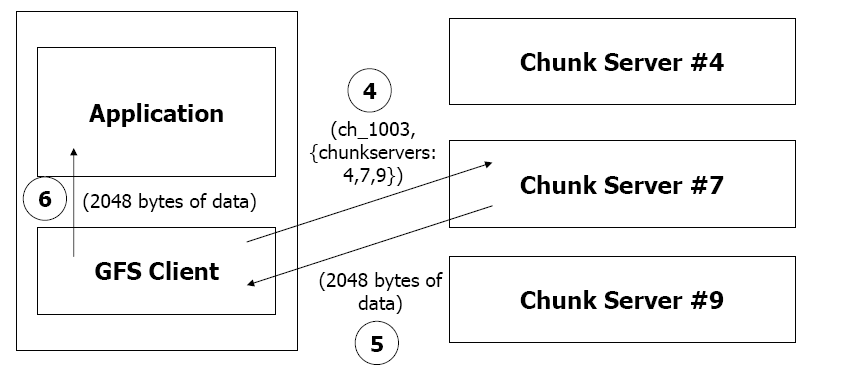 Application
6
(2048 bytes of data)
GFS Client
4
(ch_1003,
{chunkservers:
4,7,9})
(2048 bytes of
data)
5
Chunk Server #4
Chunk Server #7
Chunk Server #9